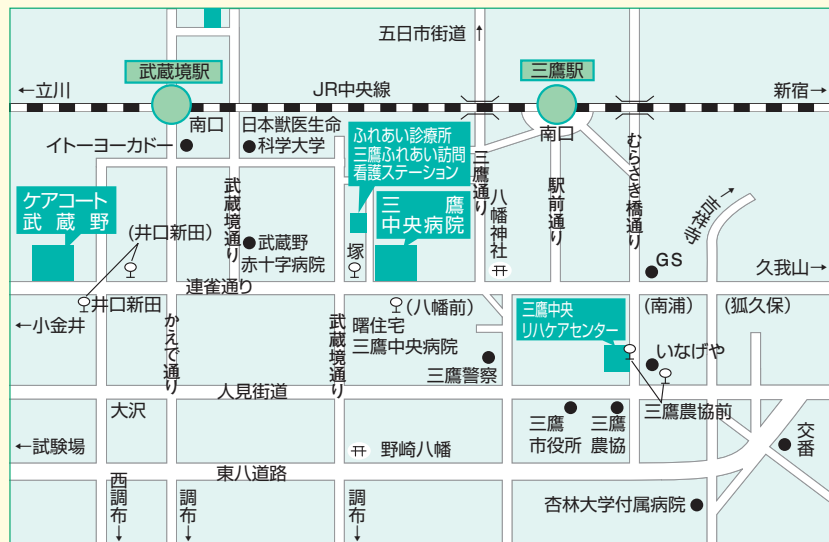 五日市街道↑
武蔵境駅
三鷹駅
←立川
JR中央線
新宿→
南口
南口
イトーヨーカドー
日本獣医生命
科学大学
ふれあい診療所
三鷹ふれあい訪問
看護ステーション
三鷹通り
駅前通り
むらさき橋通り
吉祥寺→
ケアコート
武蔵野
(井口新田)
武蔵境通り
武蔵野
赤十字病院
塚
三鷹
中央病院
八幡神社
GS
久我山→
連雀通り
井口新田
←小金井
かえで通り
武蔵境通り
(八幡前)
曙住宅
三鷹中央病院
三鷹警察
三鷹中央
リハケアセンター
(南浦)
(狐久保)
いなげや
人見街道
大沢
三鷹農協前
三鷹
市役所
三鷹
農協
交番
←試験場
野崎八幡
東八道路
西調布→
調布→
調布→
杏林大学付属病院